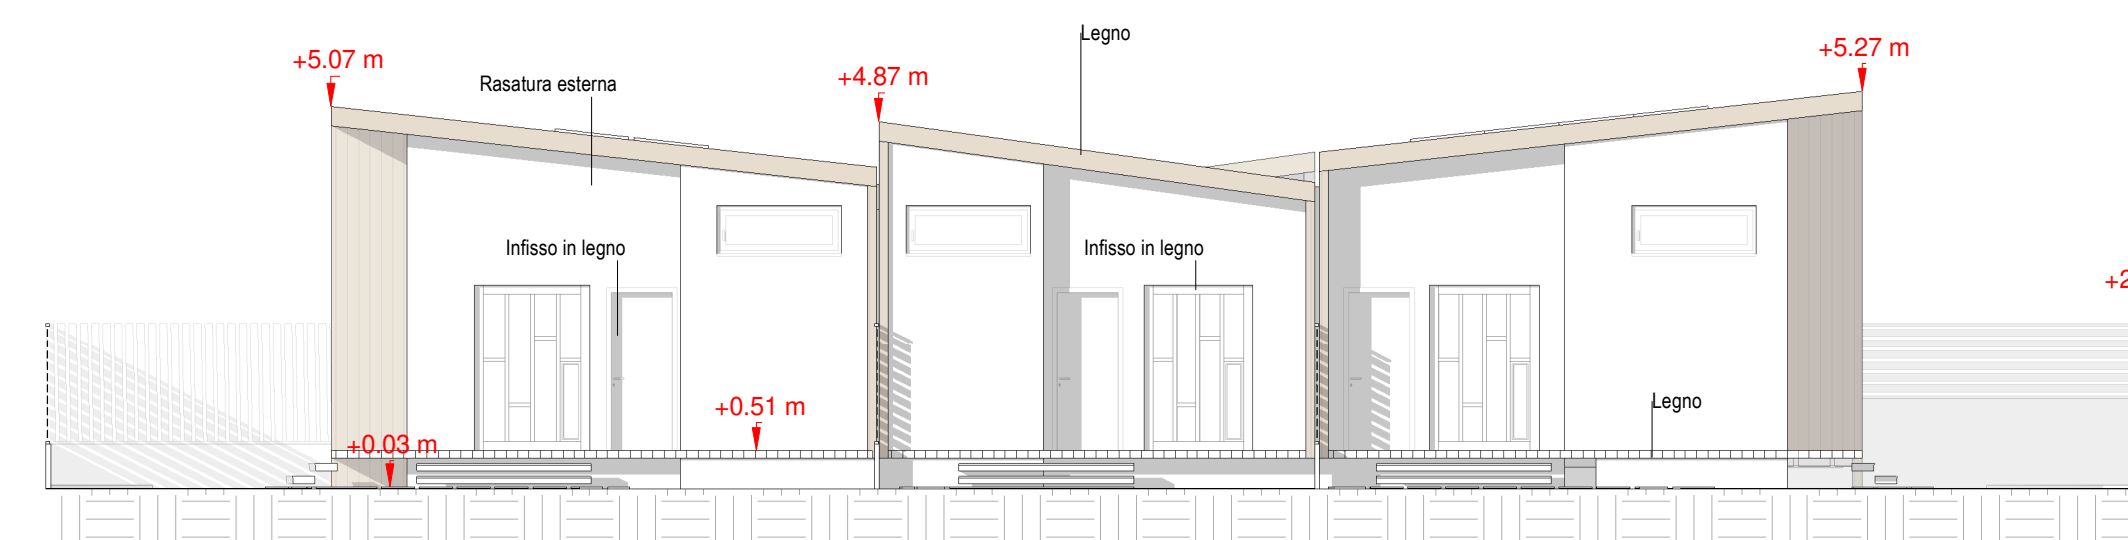 Legno
+5.27 m
+5.07 m
+4.87 m
Rasatura esterna
Infisso in legno
Infisso in legno
+2
Legno
+0.51 m
+0.03 m